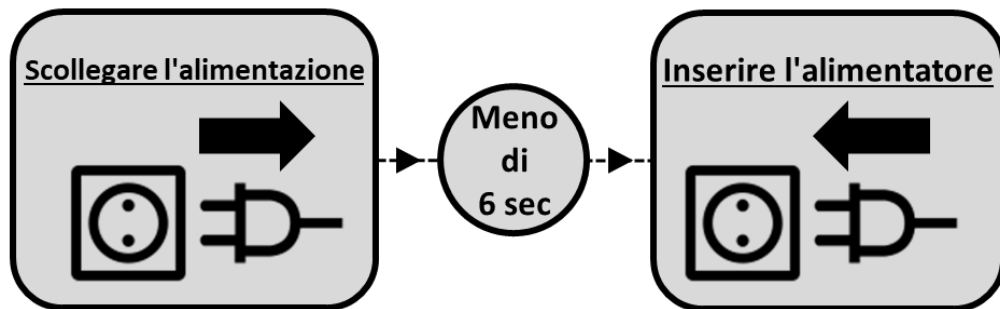 Scollegare l'alimentazione
Meno
di
6 sec
Inserire l'alimentatore